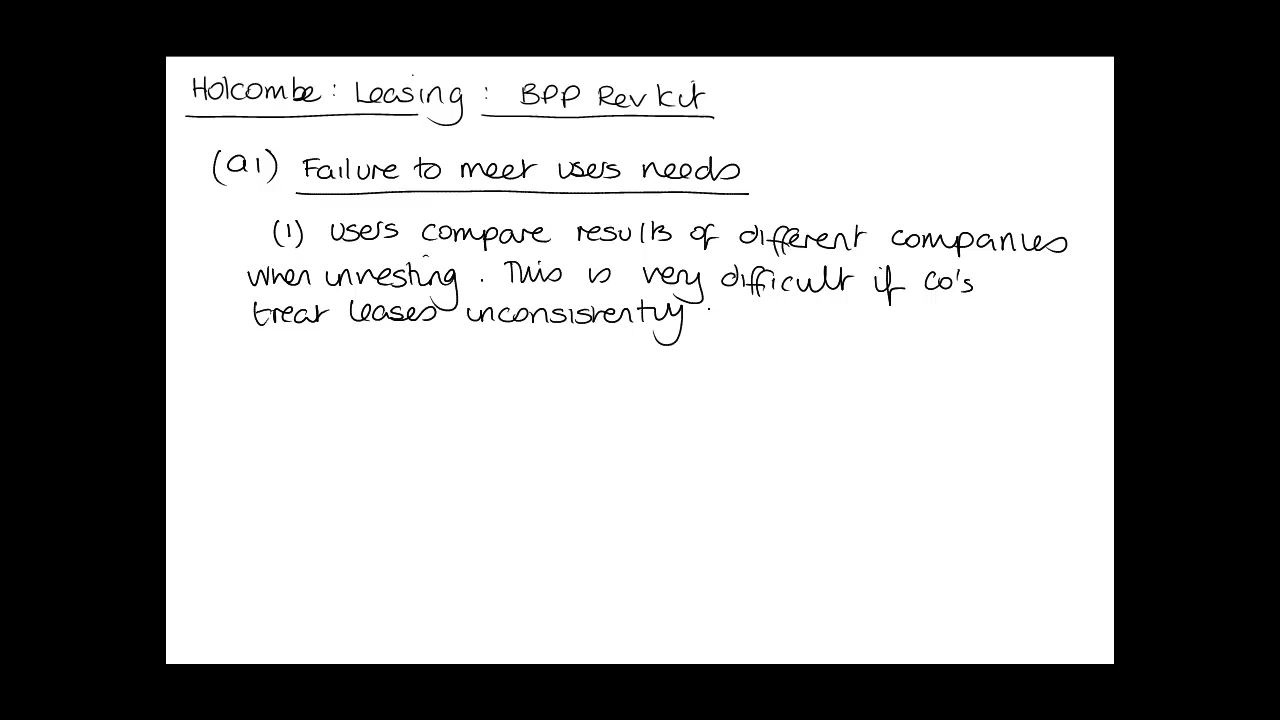 Holcombe : Leasing : BPP Rev Kit
(a1) Failure to meet users needs
(1) users compare results of different companies
when investing. This is very difficult if co's
treat leases inconsistently.